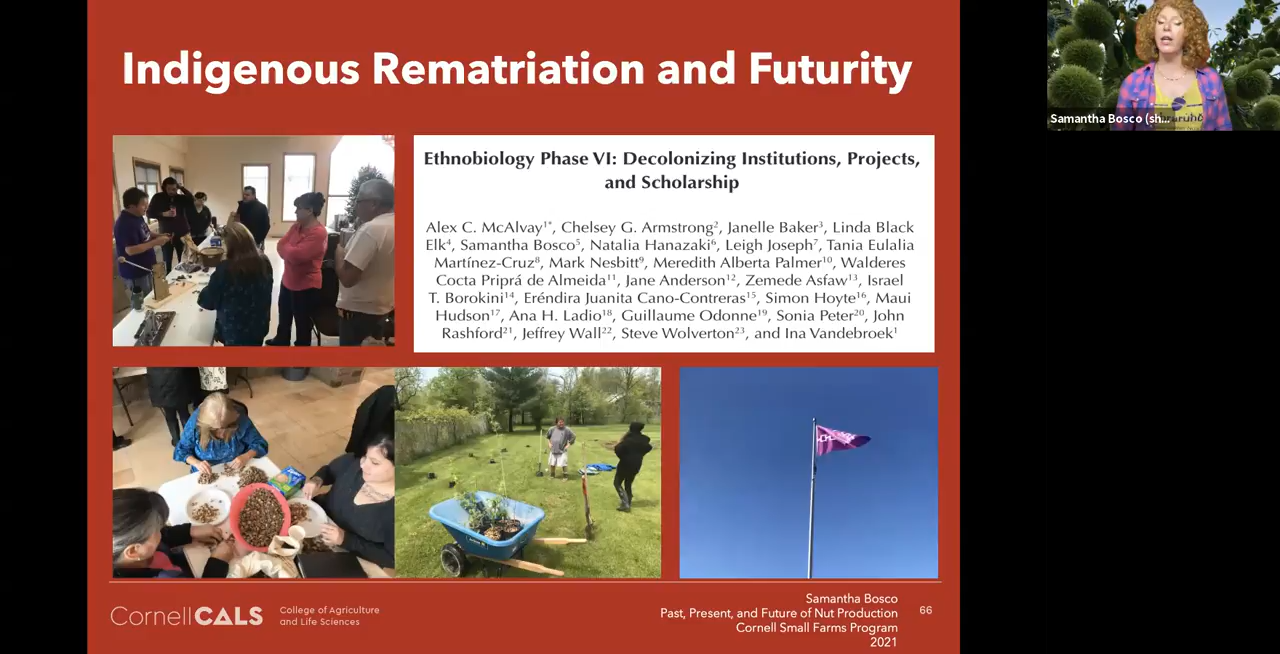 Indigenous Rematriation and Futurity
Samantha Bosco (sh...
Ethnobiology Phase VI: Decolonizing Institutions, Projects,
and Scholarship
Alex C. McAlvay¹*, Chelsey G. Armstrong², Janelle Baker³, Linda Black
Elk⁴, Samantha Bosco⁵, Natalia Hanazaki⁶, Leigh Joseph⁷, Tania Eulalia
Martínez-Cruz⁸, Mark Nesbitt⁹, Meredith Alberta Palmer¹⁰, Walderes
Cocta Priprá de Almeida¹¹, Jane Anderson¹², Zemede Asfaw¹³, Israel
T. Borokini¹⁴, Eréndira Juanita Cano-Contreras¹⁵, Simon Hoyte¹⁶, Maui
Hudson¹⁷, Ana H. Ladio¹⁸, Guillaume Odonne¹⁹, Sonia Peter²⁰, John
Rashford²¹, Jeffrey Wall²², Steve Wolverton²³, and Ina Vandebroek¹
CornellCALS
College of Agriculture
and Life Sciences
Samantha Bosco
Past, Present, and Future of Nut Production
Cornell Small Farms Program
2021
66